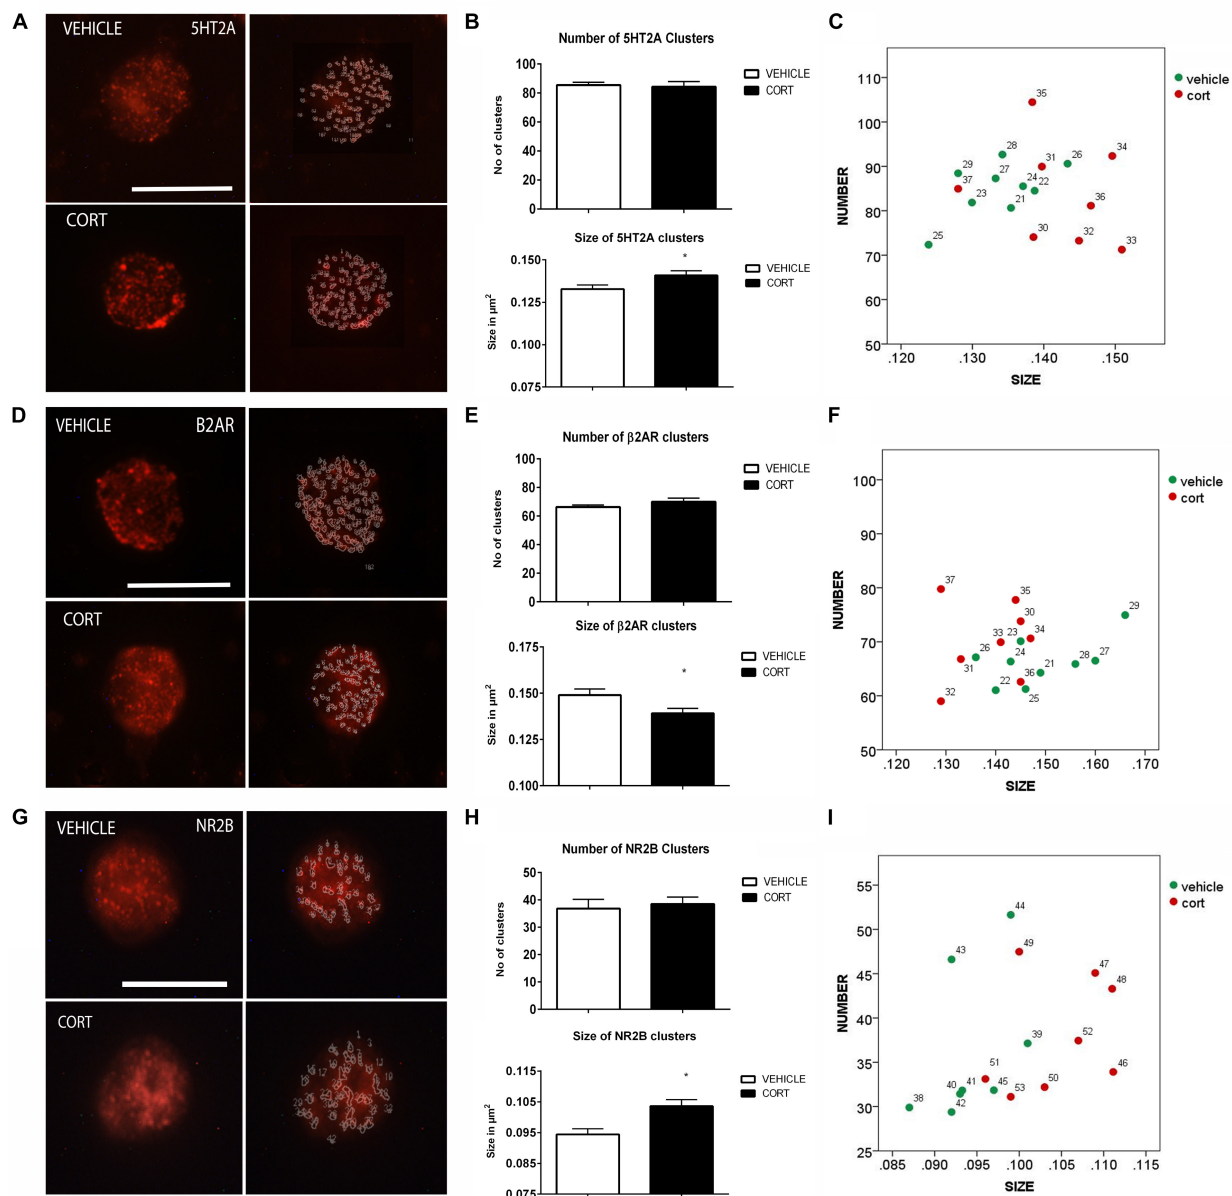 A
VEHICLE 5HT2A
CORT
B
Number of 5HT2A Clusters
100
80
60
40
20
0
No of clusters
VEHICLE
CORT
Size of 5HT2A clusters
0.150
0.125
0.100
0.075
Size in µm²
*
VEHICLE
CORT
C
110
100
90
80
70
60
50
NUMBER
35
34
31
26
28
29
27
37
24
22
23
21
36
30
32
33
25
.120 .130 .140 .150
SIZE
vehicle
cort
D
VEHICLE B2AR
162
CORT
E
Number of β2AR clusters
100
80
60
40
20
0
No of clusters
VEHICLE
CORT
Size of β2AR clusters
0.175
0.150
0.125
0.100
Size in µm²
*
VEHICLE
CORT
F
100
90
80
70
60
50
NUMBER
37
35
29
30
33
23
34
26
24
31
36
21
28
27
22
25
32
.120 .130 .140 .150 .160 .170
SIZE
vehicle
cort
G
VEHICLE NR2B
CORT
H
Number of NR2B Clusters
50
40
30
20
10
0
No of clusters
VEHICLE
CORT
Size of NR2B clusters
0.115
0.105
0.095
0.085
0.075
Size in µm²
*
VEHICLE
CORT
I
55
50
45
40
35
30
25
NUMBER
44
43
49
47
48
39
52
51
46
40
41
45
50
53
38
42
.085 .090 .095 .100 .105 .110 .115
SIZE
vehicle
cort